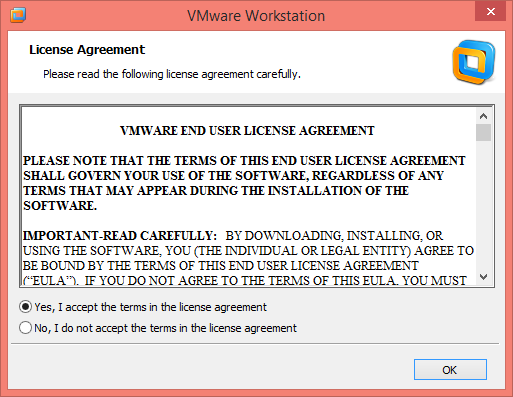 VMware Workstation
License Agreement
Please read the following license agreement carefully.
VMWARE END USER LICENSE AGREEMENT
PLEASE NOTE THAT THE TERMS OF THIS END USER LICENSE AGREEMENT
SHALL GOVERN YOUR USE OF THE SOFTWARE, REGARDLESS OF ANY
TERMS THAT MAY APPEAR DURING THE INSTALLATION OF THE
SOFTWARE.
IMPORTANT-READ CAREFULLY: BY DOWNLOADING, INSTALLING, OR
USING THE SOFTWARE, YOU (THE INDIVIDUAL OR LEGAL ENTITY) AGREE TO
BE BOUND BY THE TERMS OF THIS END USER LICENSE AGREEMENT
(“EULA”). IF YOU DO NOT AGREE TO THE TERMS OF THIS EULA, YOU MUST
Yes, I accept the terms in the license agreement
No, I do not accept the terms in the license agreement
OK